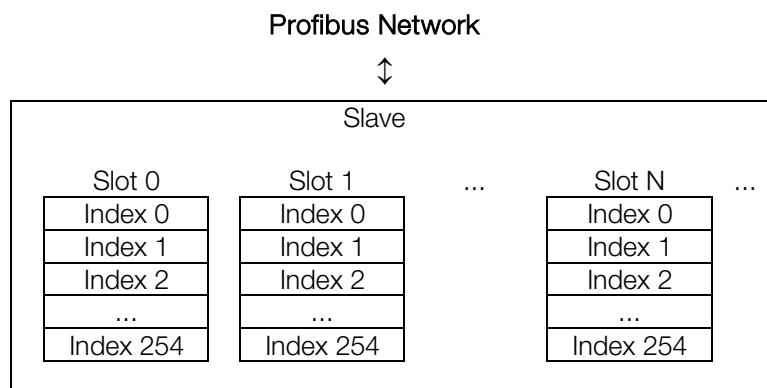 Profibus Network
↕
Slave
Slot 0 Slot 1 ... Slot N ...
Index 0 Index 0 Index 0
Index 1 Index 1 Index 1
Index 2 Index 2 Index 2
... ... ...
Index 254 Index 254 Index 254